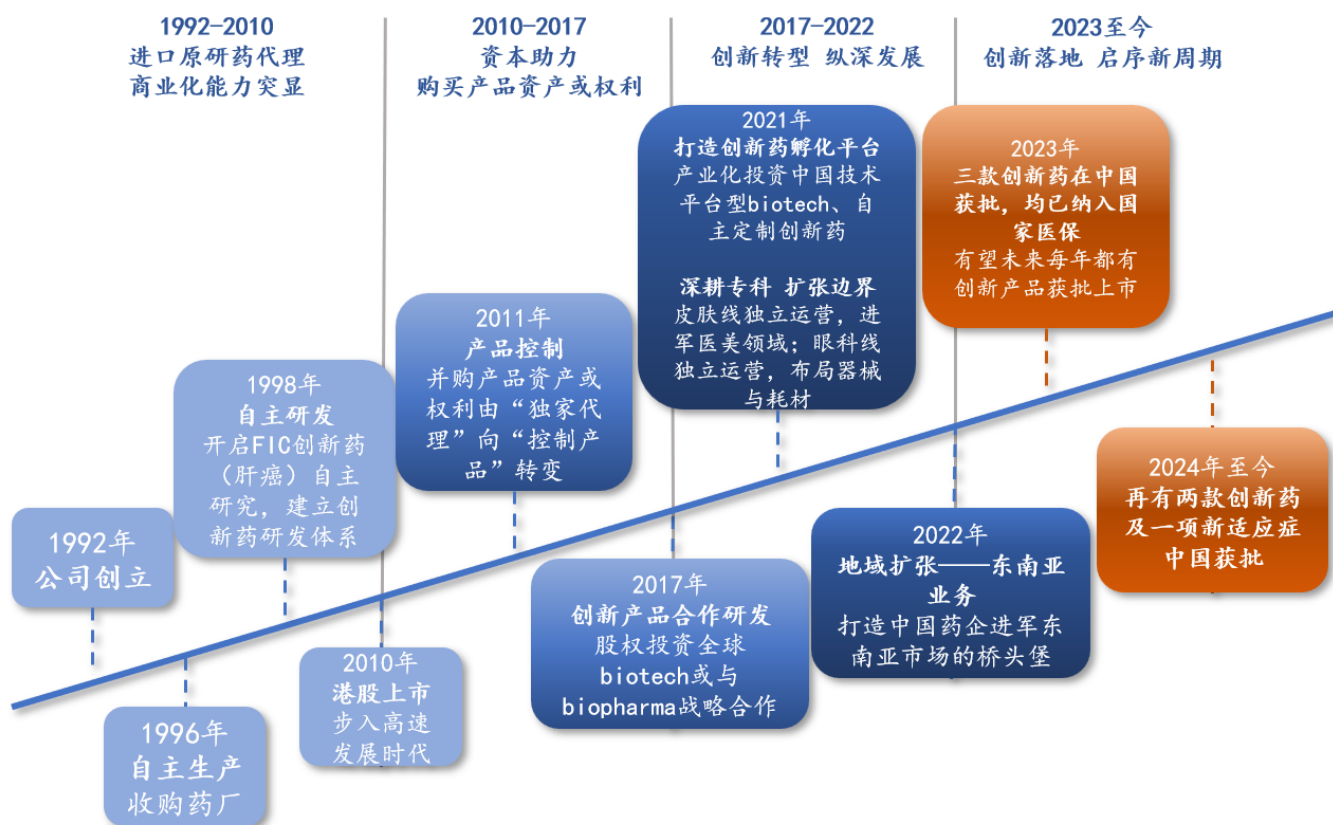 1992-2010
进口原研药代理
商业化能力突显
2010-2017
资本助力
购买产品资产或权利
2017-2022
创新转型 纵深发展
2023至今
创新落地 启序新周期
1992年
公司创立
1996年
自主生产
收购药厂
1998年
自主研发
开启FIC创新药
（肝癌）自主
研究，建立创
新药研发体系
2010年
港股上市
步入高速
发展时代
2011年
产品控制
并购产品资产或
权利由“独家代
理”向“控制产
品”转变
2017年
创新产品合作研发
股权投资全球
biotech或与
biopharma战略合作
2021年
打造创新药孵化平台
产业化投资中国技术
平台型biotech、自
主定制创新药
深耕专科 扩张边界
皮肤线独立运营，进
军医美领域；眼科线
独立运营，布局器械
与耗材
2022年
地域扩张——东南亚
业务
打造中国药企进军东
南亚市场的桥头堡
2023年
三款创新药在中国
获批，均已纳入国
家医保
有望未来每年都有
创新产品获批上市
2024年至今
再有两款创新药
及一项新适应症
中国获批